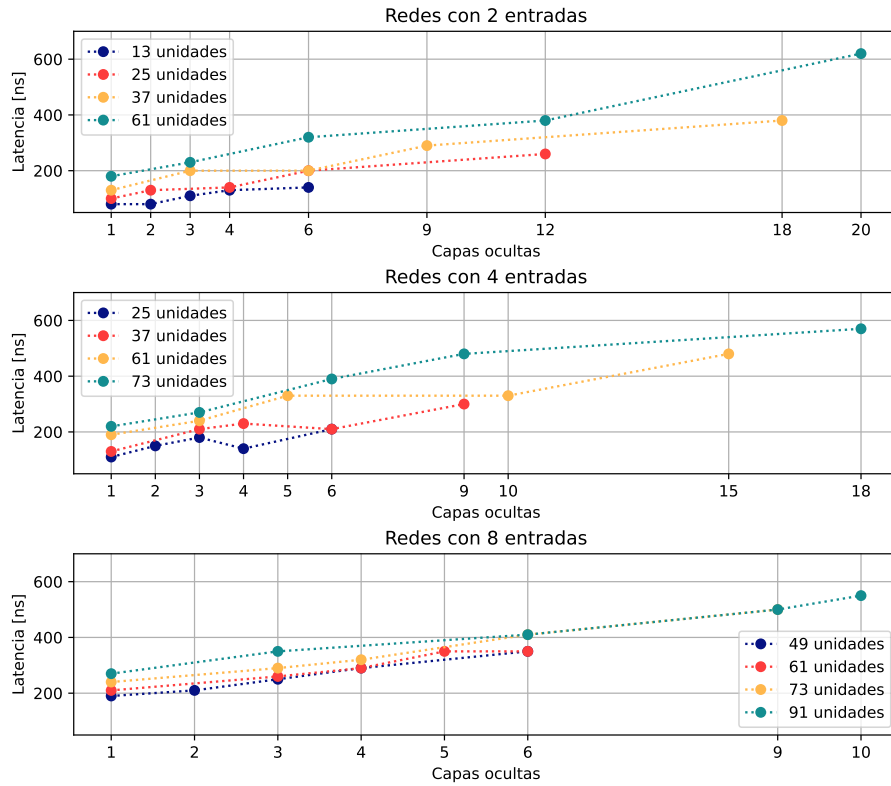 Redes con 2 entradas
Latencia [ns]
600
400
200
13 unidades
25 unidades
37 unidades
61 unidades
1 2 3 4 6 9 12 18 20
Capas ocultas
Redes con 4 entradas
Latencia [ns]
600
400
200
25 unidades
37 unidades
61 unidades
73 unidades
1 2 3 4 5 6 9 10 15 18
Capas ocultas
Redes con 8 entradas
Latencia [ns]
600
400
200
49 unidades
61 unidades
73 unidades
91 unidades
1 2 3 4 5 6 9 10
Capas ocultas